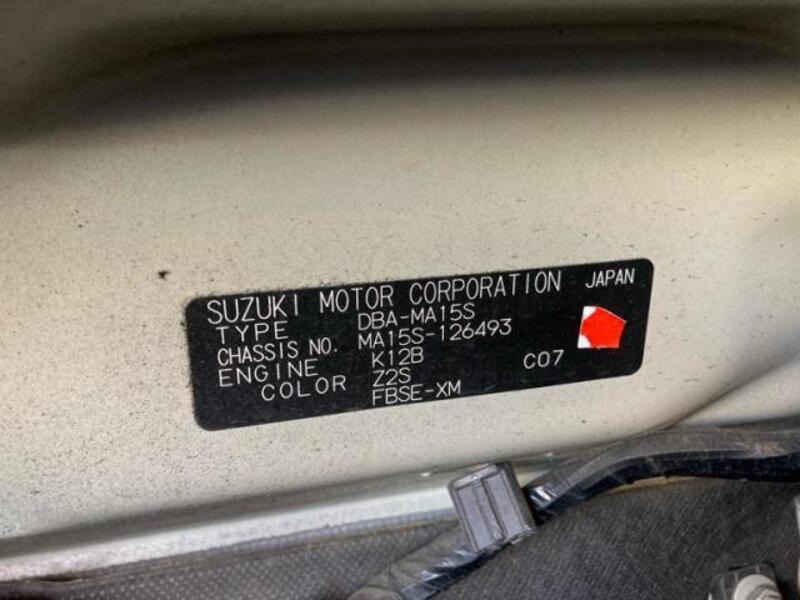 SUZUKI MOTOR CORPORATION JAPAN
TYPE DBA-MA15S
CHASSIS NO. MA15S-126493
ENGINE K12B C07
COLOR Z2S
FBSE-XM